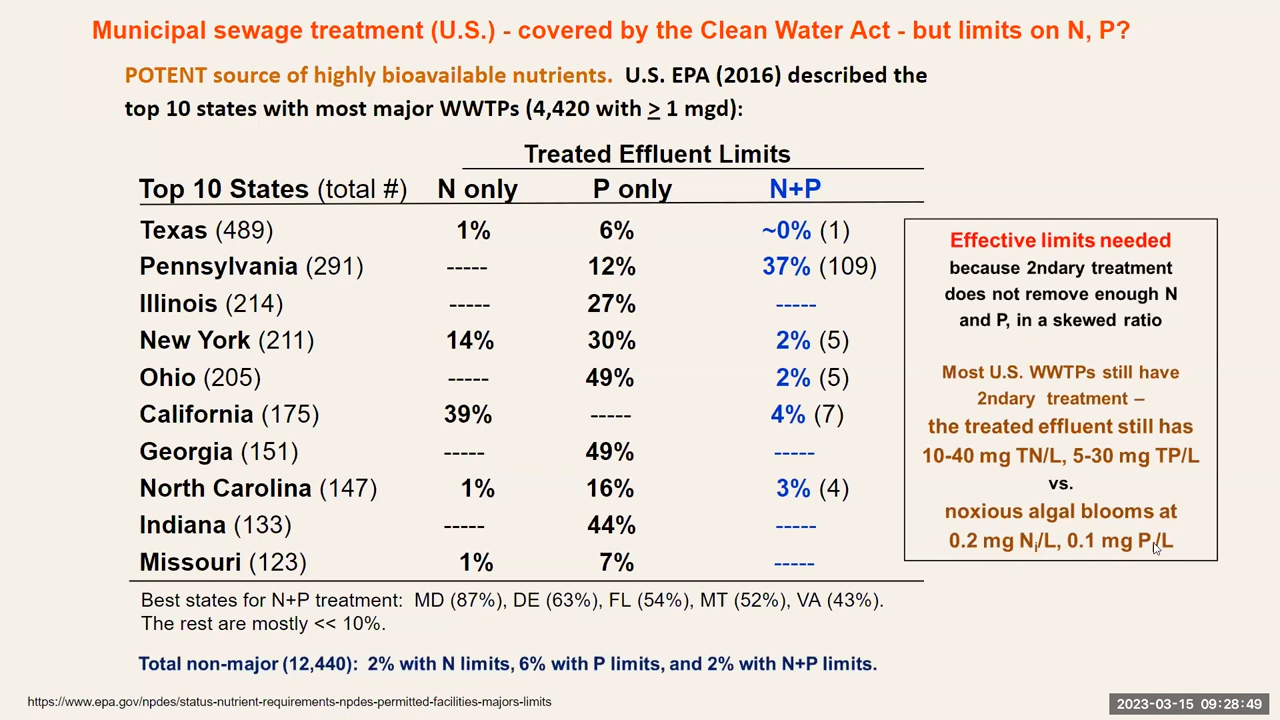 Municipal sewage treatment (U.S.) - covered by the Clean Water Act - but limits on N, P?
POTENT source of highly bioavailable nutrients. U.S. EPA (2016) described the
top 10 states with most major WWTPs (4,420 with ≥ 1 mgd):
Treated Effluent Limits
Top 10 States (total #) N only P only N+P
Texas (489) 1% 6% ~0% (1)
Pennsylvania (291) ----- 12% 37% (109)
Illinois (214) ----- 27% -----
New York (211) 14% 30% 2% (5)
Ohio (205) ----- 49% 2% (5)
California (175) 39% ----- 4% (7)
Georgia (151) ----- 49% -----
North Carolina (147) 1% 16% 3% (4)
Indiana (133) ----- 44% -----
Missouri (123) 1% 7% -----
Best states for N+P treatment: MD (87%), DE (63%), FL (54%), MT (52%), VA (43%).
The rest are mostly << 10%.
Total non-major (12,440): 2% with N limits, 6% with P limits, and 2% with N+P limits.
Effective limits needed
because 2ndary treatment
does not remove enough N
and P, in a skewed ratio
Most U.S. WWTPs still have
2ndary treatment –
the treated effluent still has
10-40 mg TN/L, 5-30 mg TP/L
vs.
noxious algal blooms at
0.2 mg Ni/L, 0.1 mg Pi/L
https://www.epa.gov/npdes/status-nutrient-requirements-npdes-permitted-facilities-majors-limits
2023-03-15 09:28:49